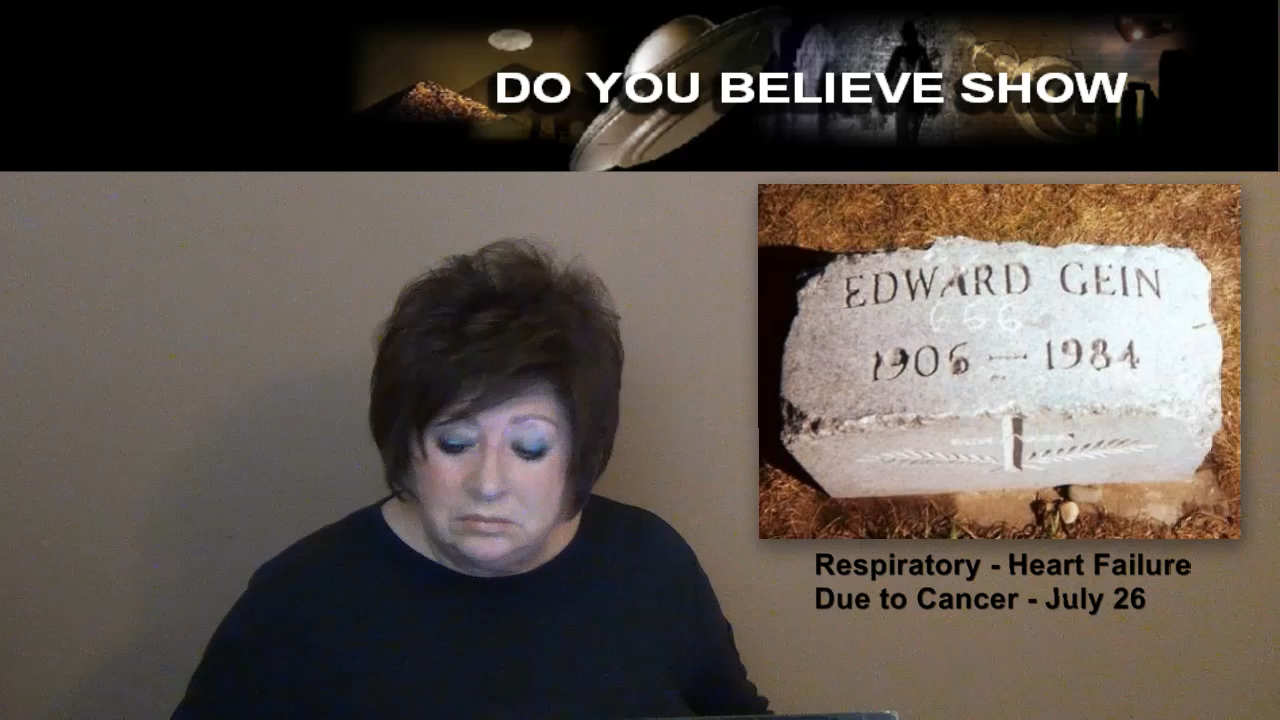 DO YOU BELIEVE SHOW
EDWARD GEIN
666
1906 — 1984
Respiratory - Heart Failure
Due to Cancer - July 26